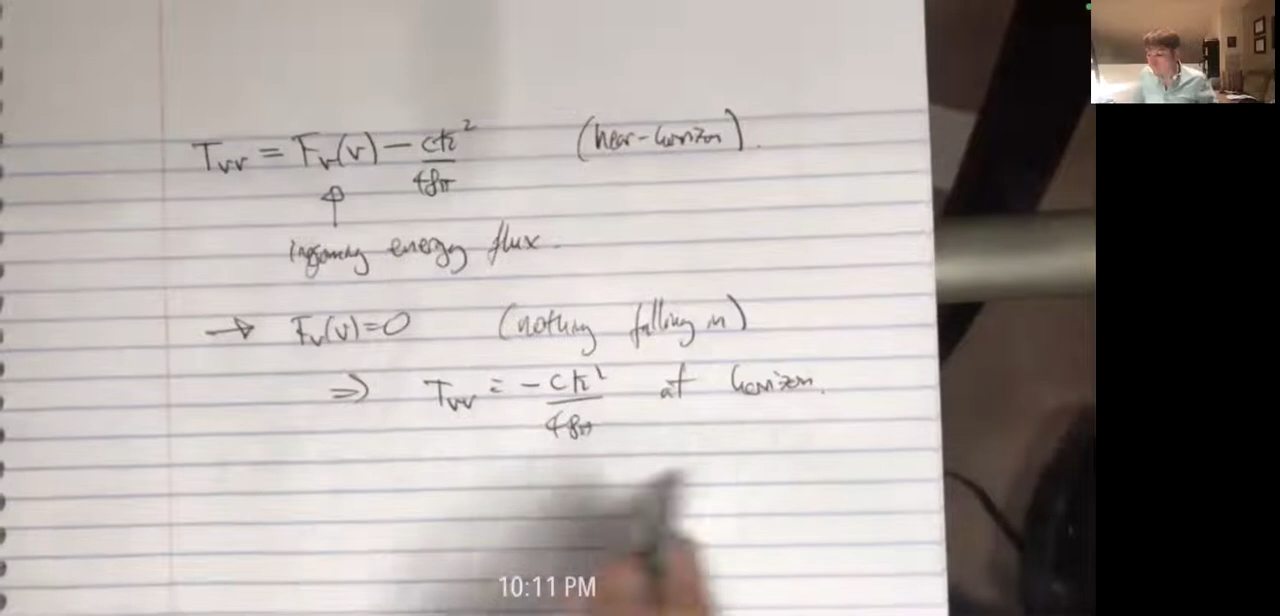 Tvv = Fv(v) − cκ²/48π (near-horizon).
ingoing energy flux.
→ Fv(v)=0 (nothing falling in)
⇒ Tvv = −cκ²/48π at horizon.
10:11 PM